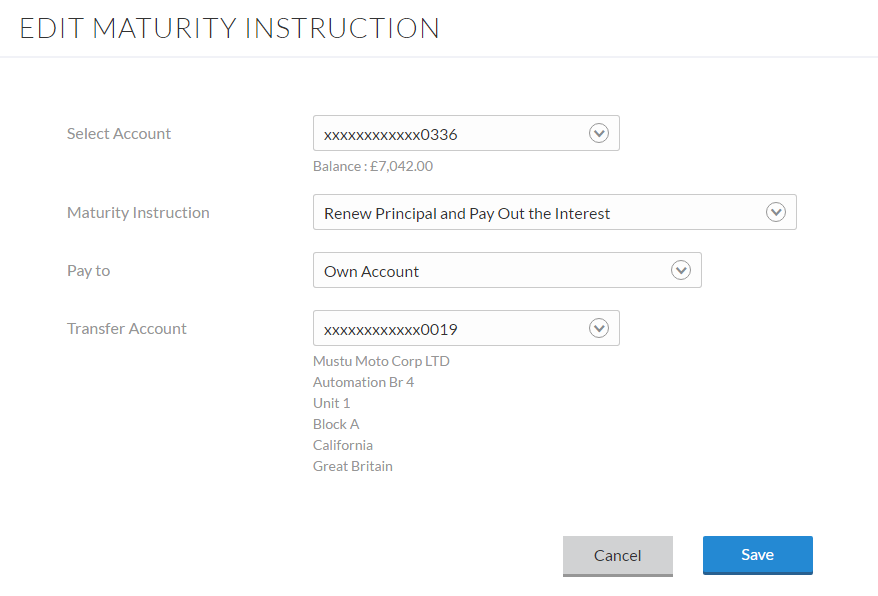 EDIT MATURITY INSTRUCTION
Select Account
xxxxxxxxxxxx0336
Balance : £7,042.00
Maturity Instruction
Renew Principal and Pay Out the Interest
Pay to
Own Account
Transfer Account
xxxxxxxxxxxx0019
Mustu Moto Corp LTD
Automation Br 4
Unit 1
Block A
California
Great Britain
Cancel
Save